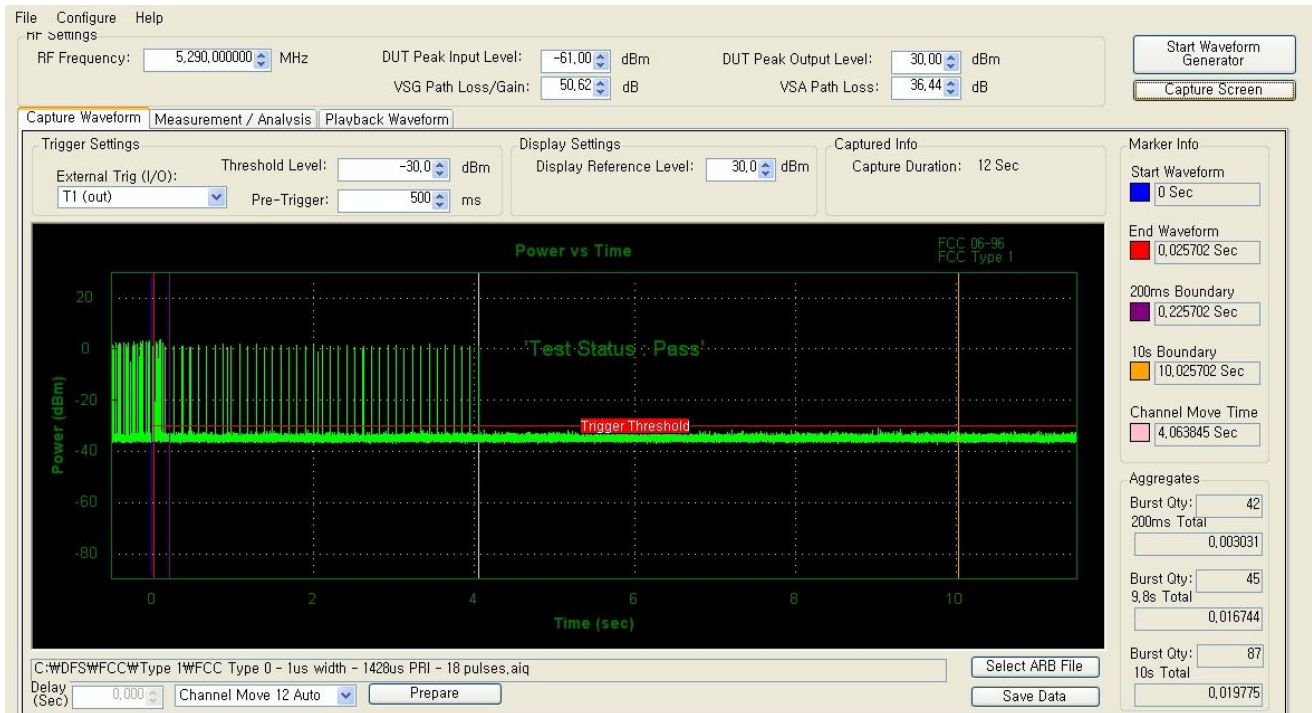 File Configure Help
RF Settings
RF Frequency: 5,290,000000 MHz
DUT Peak Input Level: -61,00 dBm
DUT Peak Output Level: 30,00 dBm
VSG Path Loss/Gain: 50,62 dB
VSA Path Loss: 36,44 dB
Start Waveform Generator
Capture Screen
Capture Waveform Measurement / Analysis Playback Waveform
Trigger Settings
External Trig (I/O):
T1 (out)
Threshold Level: -30,0 dBm
Pre-Trigger: 500 ms
Display Settings
Display Reference Level: 30,0 dBm
Captured Info
Capture Duration: 12 Sec
Power vs Time
FCC 06-96
FCC Type 1
'Test Status : Pass'
Trigger Threshold
Power (dBm)
20
0
-20
-40
-60
-80
0 2 4 6 8 10
Time (sec)
Marker Info
Start Waveform
0 Sec
End Waveform
0,025702 Sec
200ms Boundary
0,225702 Sec
10s Boundary
10,025702 Sec
Channel Move Time
4,063845 Sec
Aggregates
Burst Qty: 42
200ms Total
0,003031
Burst Qty: 45
9,8s Total
0,016744
Burst Qty: 87
10s Total
0,019775
C:₩DFS₩FCC₩Type 1₩FCC Type 0 - 1us width - 1428us PRI - 18 pulses,aiq
Select ARB File
Delay (Sec) 0,000
Channel Move 12 Auto
Prepare
Save Data